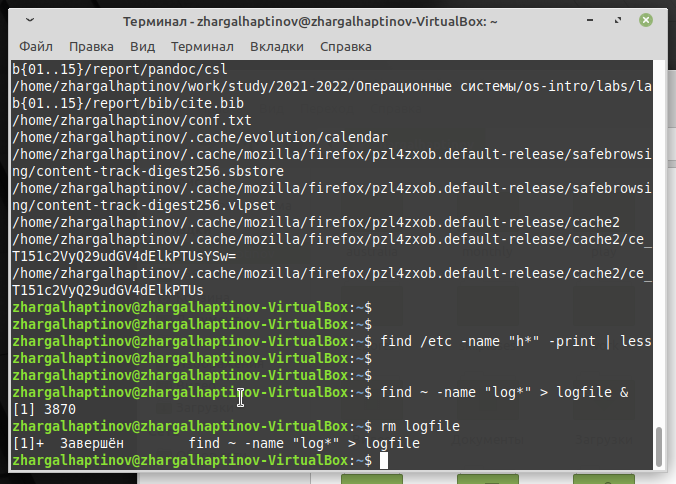 Терминал - zhargalhaptinov@zhargalhaptinov-VirtualBox: ~
Файл Правка Вид Терминал Вкладки Справка
b{01..15}/report/pandoc/csl
/home/zhargalhaptinov/work/study/2021-2022/Операционные системы/os-intro/labs/la
b{01..15}/report/bib/cite.bib
/home/zhargalhaptinov/conf.txt
/home/zhargalhaptinov/.cache/evolution/calendar
/home/zhargalhaptinov/.cache/mozilla/firefox/pzl4zxob.default-release/safebrowsi
ng/content-track-digest256.sbstore
/home/zhargalhaptinov/.cache/mozilla/firefox/pzl4zxob.default-release/safebrowsi
ng/content-track-digest256.vlpset
/home/zhargalhaptinov/.cache/mozilla/firefox/pzl4zxob.default-release/cache2
/home/zhargalhaptinov/.cache/mozilla/firefox/pzl4zxob.default-release/cache2/ce_
T151c2VyQ29udGV4dElkPTUsYSw=
/home/zhargalhaptinov/.cache/mozilla/firefox/pzl4zxob.default-release/cache2/ce_
T151c2VyQ29udGV4dElkPTUs
zhargalhaptinov@zhargalhaptinov-VirtualBox:~$
zhargalhaptinov@zhargalhaptinov-VirtualBox:~$
zhargalhaptinov@zhargalhaptinov-VirtualBox:~$ find /etc -name "h*" -print | less
zhargalhaptinov@zhargalhaptinov-VirtualBox:~$
zhargalhaptinov@zhargalhaptinov-VirtualBox:~$
zhargalhaptinov@zhargalhaptinov-VirtualBox:~$ find ~ -name "log*" > logfile &
[1] 3870
zhargalhaptinov@zhargalhaptinov-VirtualBox:~$ rm logfile
[1]+ Завершён find ~ -name "log*" > logfile
zhargalhaptinov@zhargalhaptinov-VirtualBox:~$